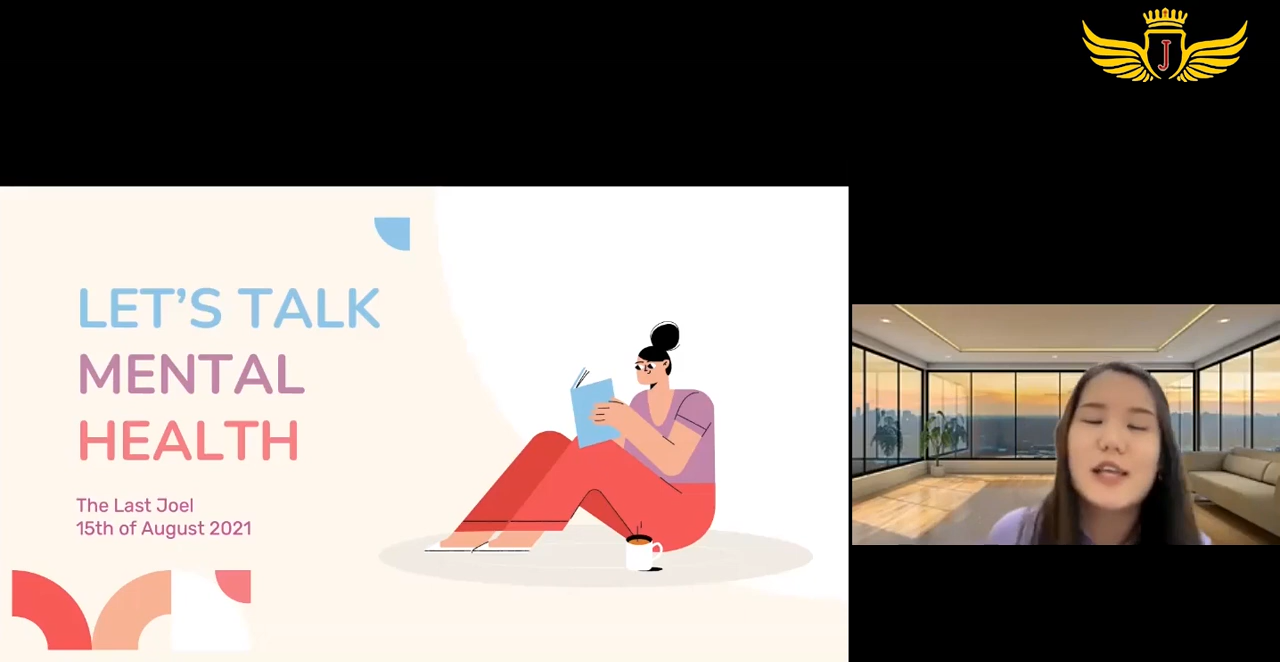 J
LET'S TALK
MENTAL
HEALTH
The Last Joel
15th of August 2021